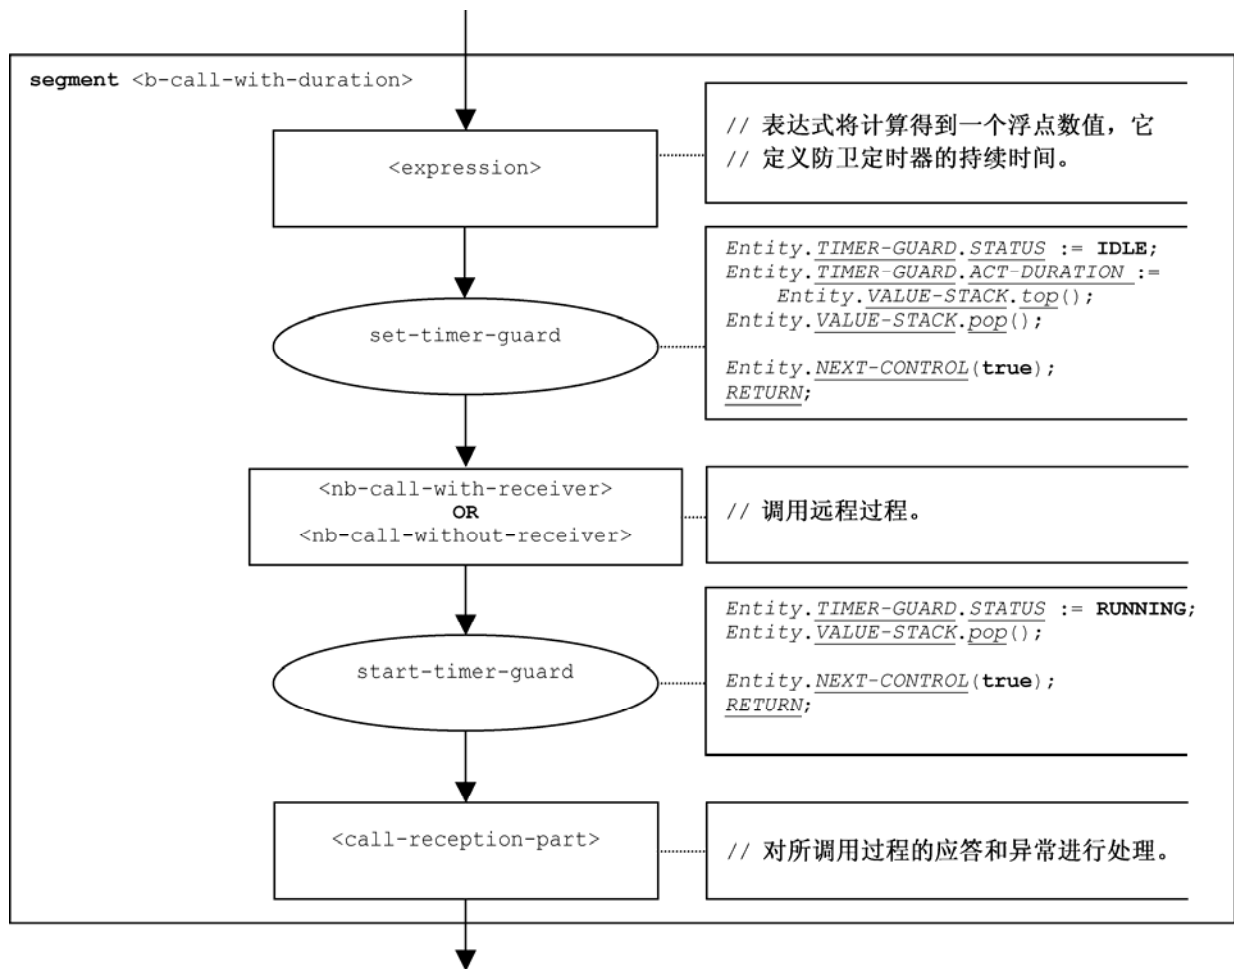 segment <b-call-with-duration>
<expression>
// 表达式将计算得到一个浮点数值，它
// 定义防卫定时器的持续时间。
set-timer-guard
Entity.TIMER-GUARD.STATUS := IDLE;
Entity.TIMER-GUARD.ACT-DURATION :=
Entity.VALUE-STACK.top();
Entity.VALUE-STACK.pop();
Entity.NEXT-CONTROL(true);
RETURN;
<nb-call-with-receiver>
OR
<nb-call-without-receiver>
// 调用远程过程。
start-timer-guard
Entity.TIMER-GUARD.STATUS := RUNNING;
Entity.VALUE-STACK.pop();
Entity.NEXT-CONTROL(true);
RETURN;
<call-reception-part>
// 对所调用过程的应答和异常进行处理。